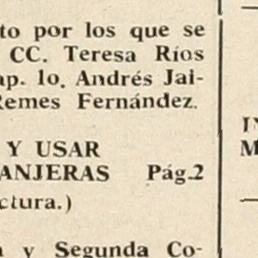 to por los que se
CC. Teresa Ríos
ap. 1o. Andrés Jai-
Remes Fernández.
Y USAR
ANJERAS Pág.2
ctura.)
y Segunda Co-